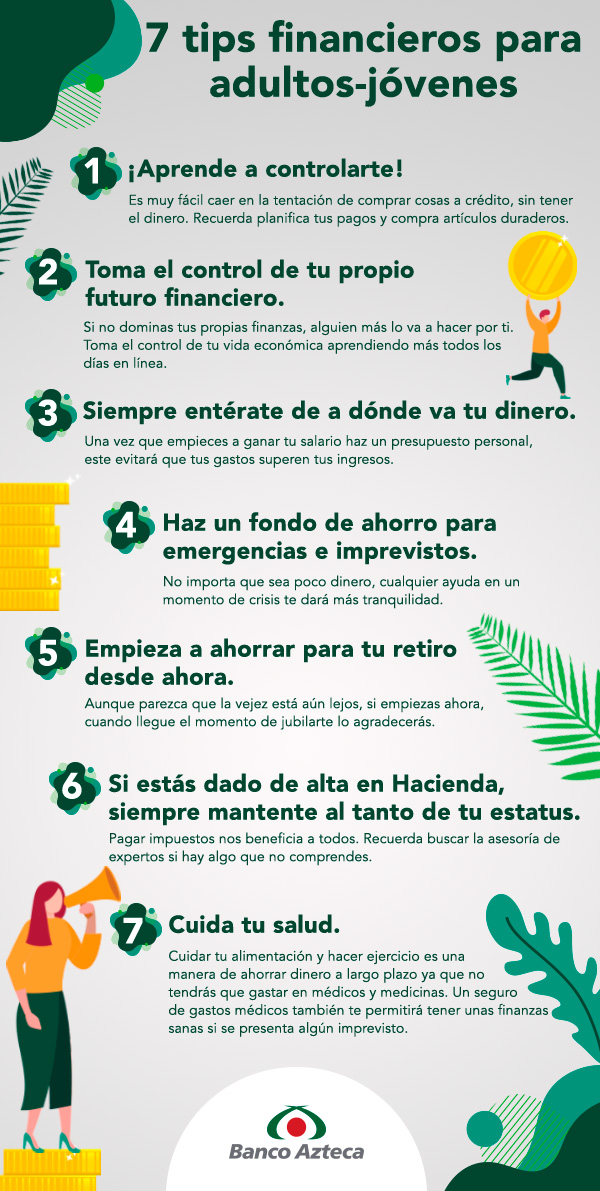 7 tips financieros para
adultos-jóvenes
1 ¡Aprende a controlarte!
Es muy fácil caer en la tentación de comprar cosas a crédito, sin tener
el dinero. Recuerda planifica tus pagos y compra artículos duraderos.
2 Toma el control de tu propio
futuro financiero.
Si no dominas tus propias finanzas, alguien más lo va a hacer por ti.
Toma el control de tu vida económica aprendiendo más todos los
días en línea.
3 Siempre entérate de a dónde va tu dinero.
Una vez que empieces a ganar tu salario haz un presupuesto personal,
este evitará que tus gastos superen tus ingresos.
4 Haz un fondo de ahorro para
emergencias e imprevistos.
No importa que sea poco dinero, cualquier ayuda en un
momento de crisis te dará más tranquilidad.
5 Empieza a ahorrar para tu retiro
desde ahora.
Aunque parezca que la vejez está aún lejos, si empiezas ahora,
cuando llegue el momento de jubilarte lo agradecerás.
6 Si estás dado de alta en Hacienda,
siempre mantente al tanto de tu estatus.
Pagar impuestos nos beneficia a todos. Recuerda buscar la asesoría de
expertos si hay algo que no comprendes.
7 Cuida tu salud.
Cuidar tu alimentación y hacer ejercicio es una
manera de ahorrar dinero a largo plazo ya que no
tendrás que gastar en médicos y medicinas. Un seguro
de gastos médicos también te permitirá tener unas finanzas
sanas si se presenta algún imprevisto.
Banco Azteca